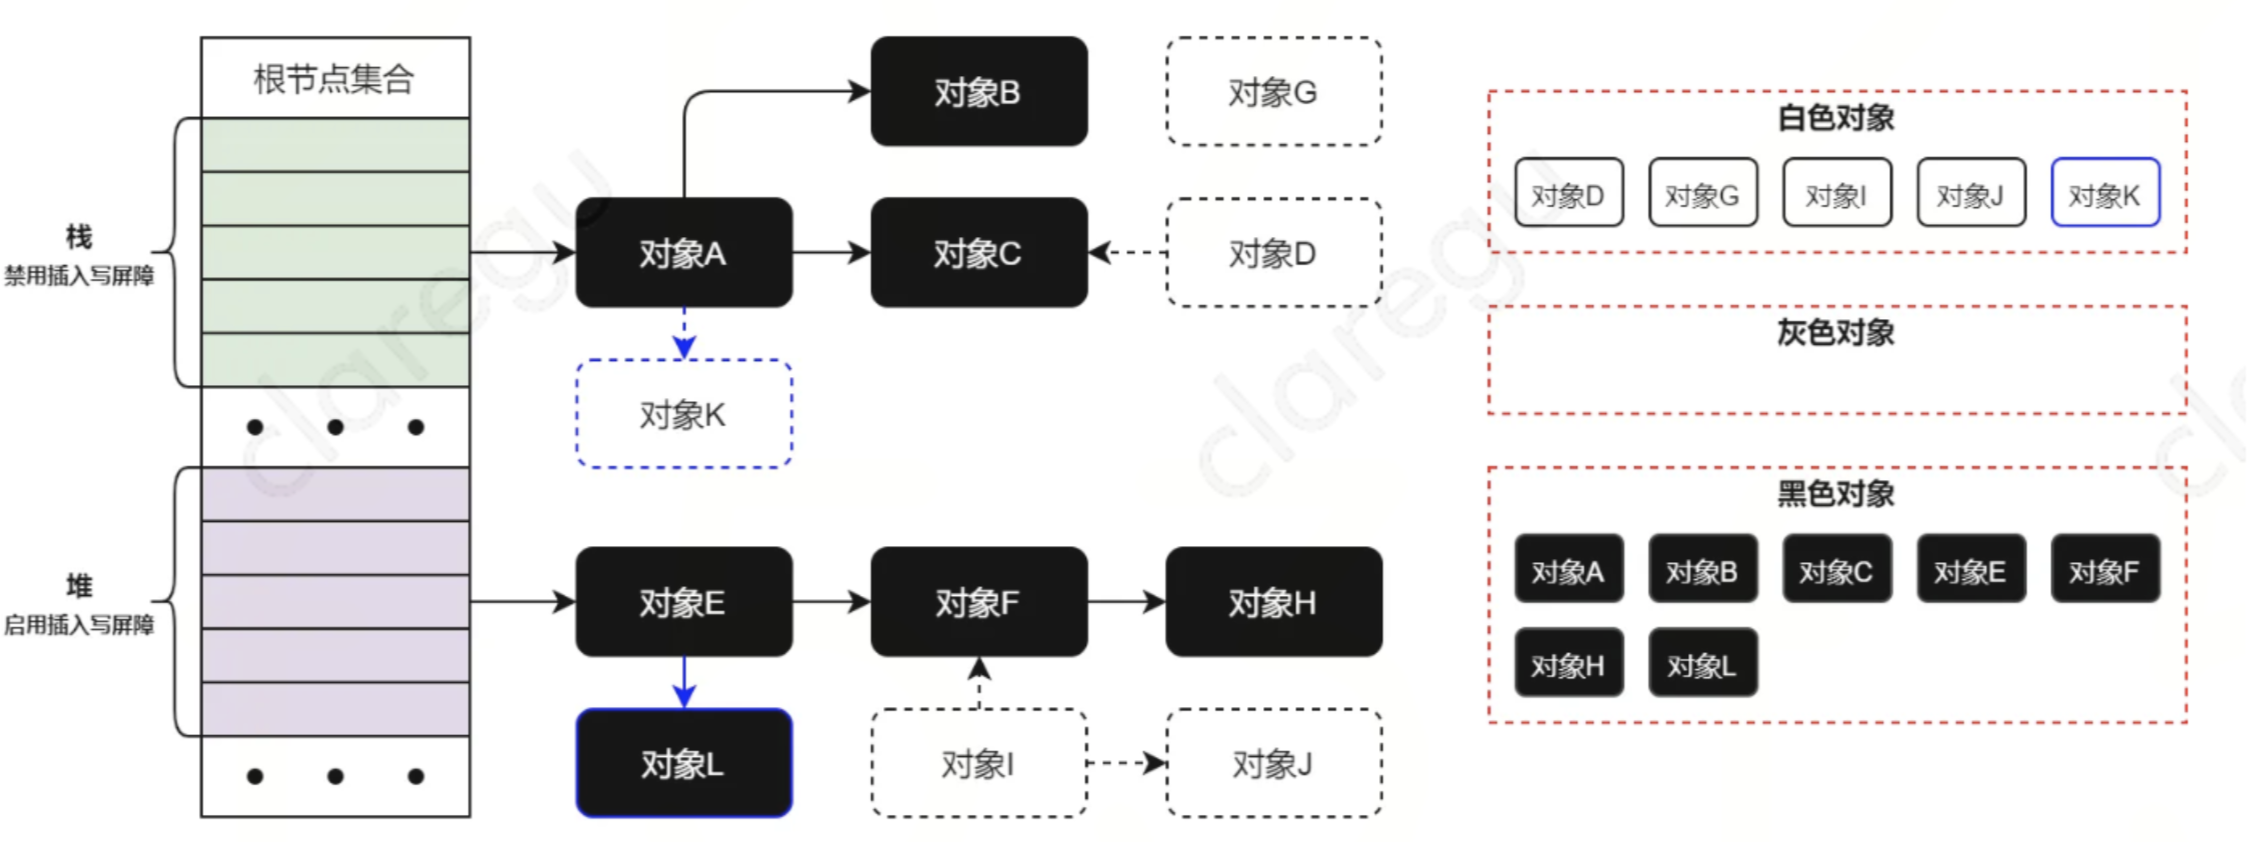 根节点集合
栈
禁用插入写屏障
堆
启用插入写屏障
对象B
对象G
对象A
对象C
对象D
对象K
对象E
对象F
对象H
对象L
对象I
对象J
白色对象
对象D
对象G
对象I
对象J
对象K
灰色对象
黑色对象
对象A
对象B
对象C
对象E
对象F
对象H
对象L
claregu
claregu
cla